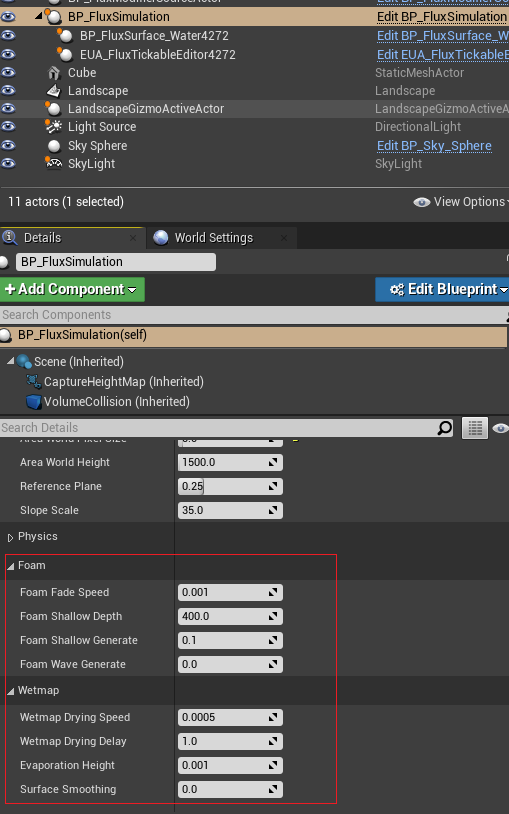 BP_FluxSimulation Edit BP_FluxSimulation
BP_FluxSurface_Water4272 Edit BP_FluxSurface_W
EUA_FluxTickableEditor4272 Edit EUA_FluxTickableE
Cube StaticMeshActor
Landscape Landscape
LandscapeGizmoActiveActor LandscapeGizmoActiveA
Light Source DirectionalLight
Sky Sphere Edit BP_Sky_Sphere
SkyLight SkyLight
11 actors (1 selected) View Options
Details World Settings
BP_FluxSimulation
+Add Component Edit Blueprint
Search Components
BP_FluxSimulation(self)
Scene (Inherited)
CaptureHeightMap (Inherited)
VolumeCollision (Inherited)
Search Details
Area World Pixel Size
Area World Height 1500.0
Reference Plane 0.25
Slope Scale 35.0
Physics
Foam
Foam Fade Speed 0.001
Foam Shallow Depth 400.0
Foam Shallow Generate 0.1
Foam Wave Generate 0.0
Wetmap
Wetmap Drying Speed 0.0005
Wetmap Drying Delay 1.0
Evaporation Height 0.001
Surface Smoothing 0.0